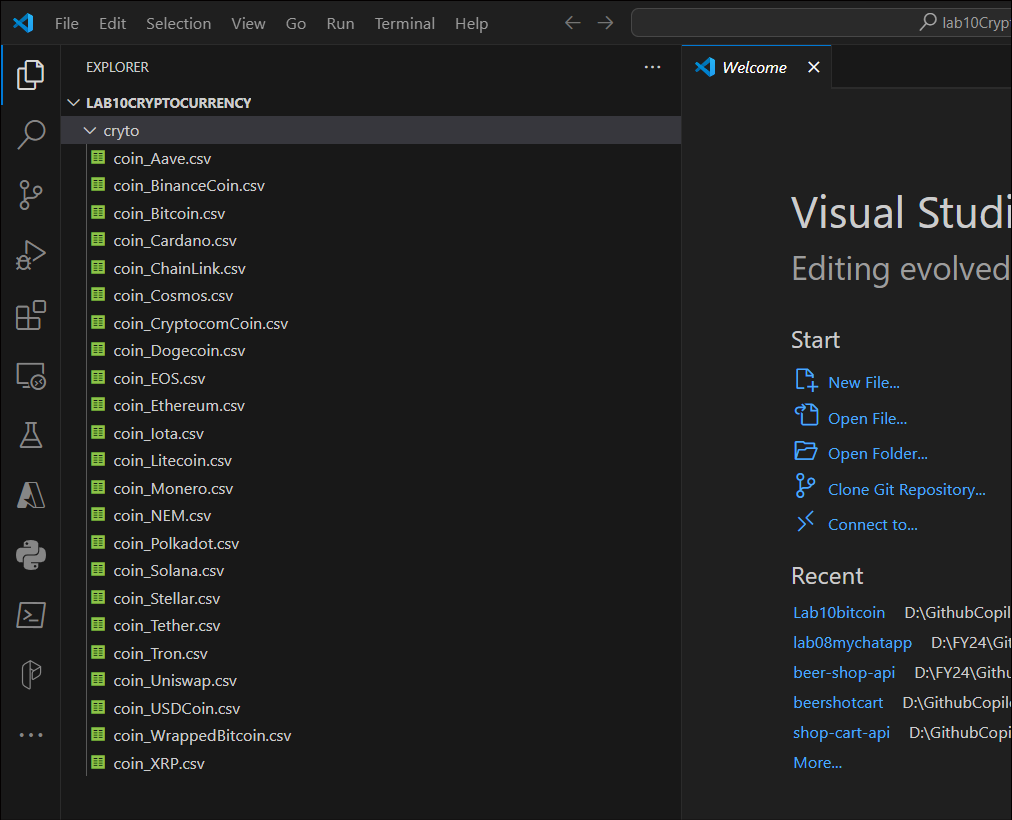 File Edit Selection View Go Run Terminal Help
lab10Cryp
EXPLORER
LAB10CRYPTOCURRENCY
cryto
coin_Aave.csv
coin_BinanceCoin.csv
coin_Bitcoin.csv
coin_Cardano.csv
coin_ChainLink.csv
coin_Cosmos.csv
coin_CryptocomCoin.csv
coin_Dogecoin.csv
coin_EOS.csv
coin_Ethereum.csv
coin_Iota.csv
coin_Litecoin.csv
coin_Monero.csv
coin_NEM.csv
coin_Polkadot.csv
coin_Solana.csv
coin_Stellar.csv
coin_Tether.csv
coin_Tron.csv
coin_Uniswap.csv
coin_USDCoin.csv
coin_WrappedBitcoin.csv
coin_XRP.csv
Welcome
Visual Studi
Editing evolved
Start
New File...
Open File...
Open Folder...
Clone Git Repository...
Connect to...
Recent
Lab10bitcoin D:\GithubCopil
lab08mychatapp D:\FY24\Git
beer-shop-api D:\FY24\Githu
beershotcart D:\GithubCopil
shop-cart-api D:\GithubCopi
More...